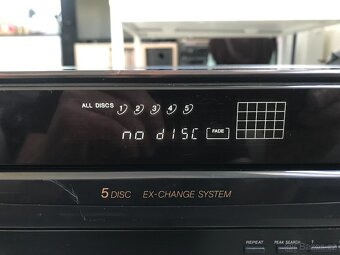 ALL DISCS 1 2 3 4 5
no dISC FADE
5 DISC EX-CHANGE SYSTEM
REPEAT PEAK SEARCH